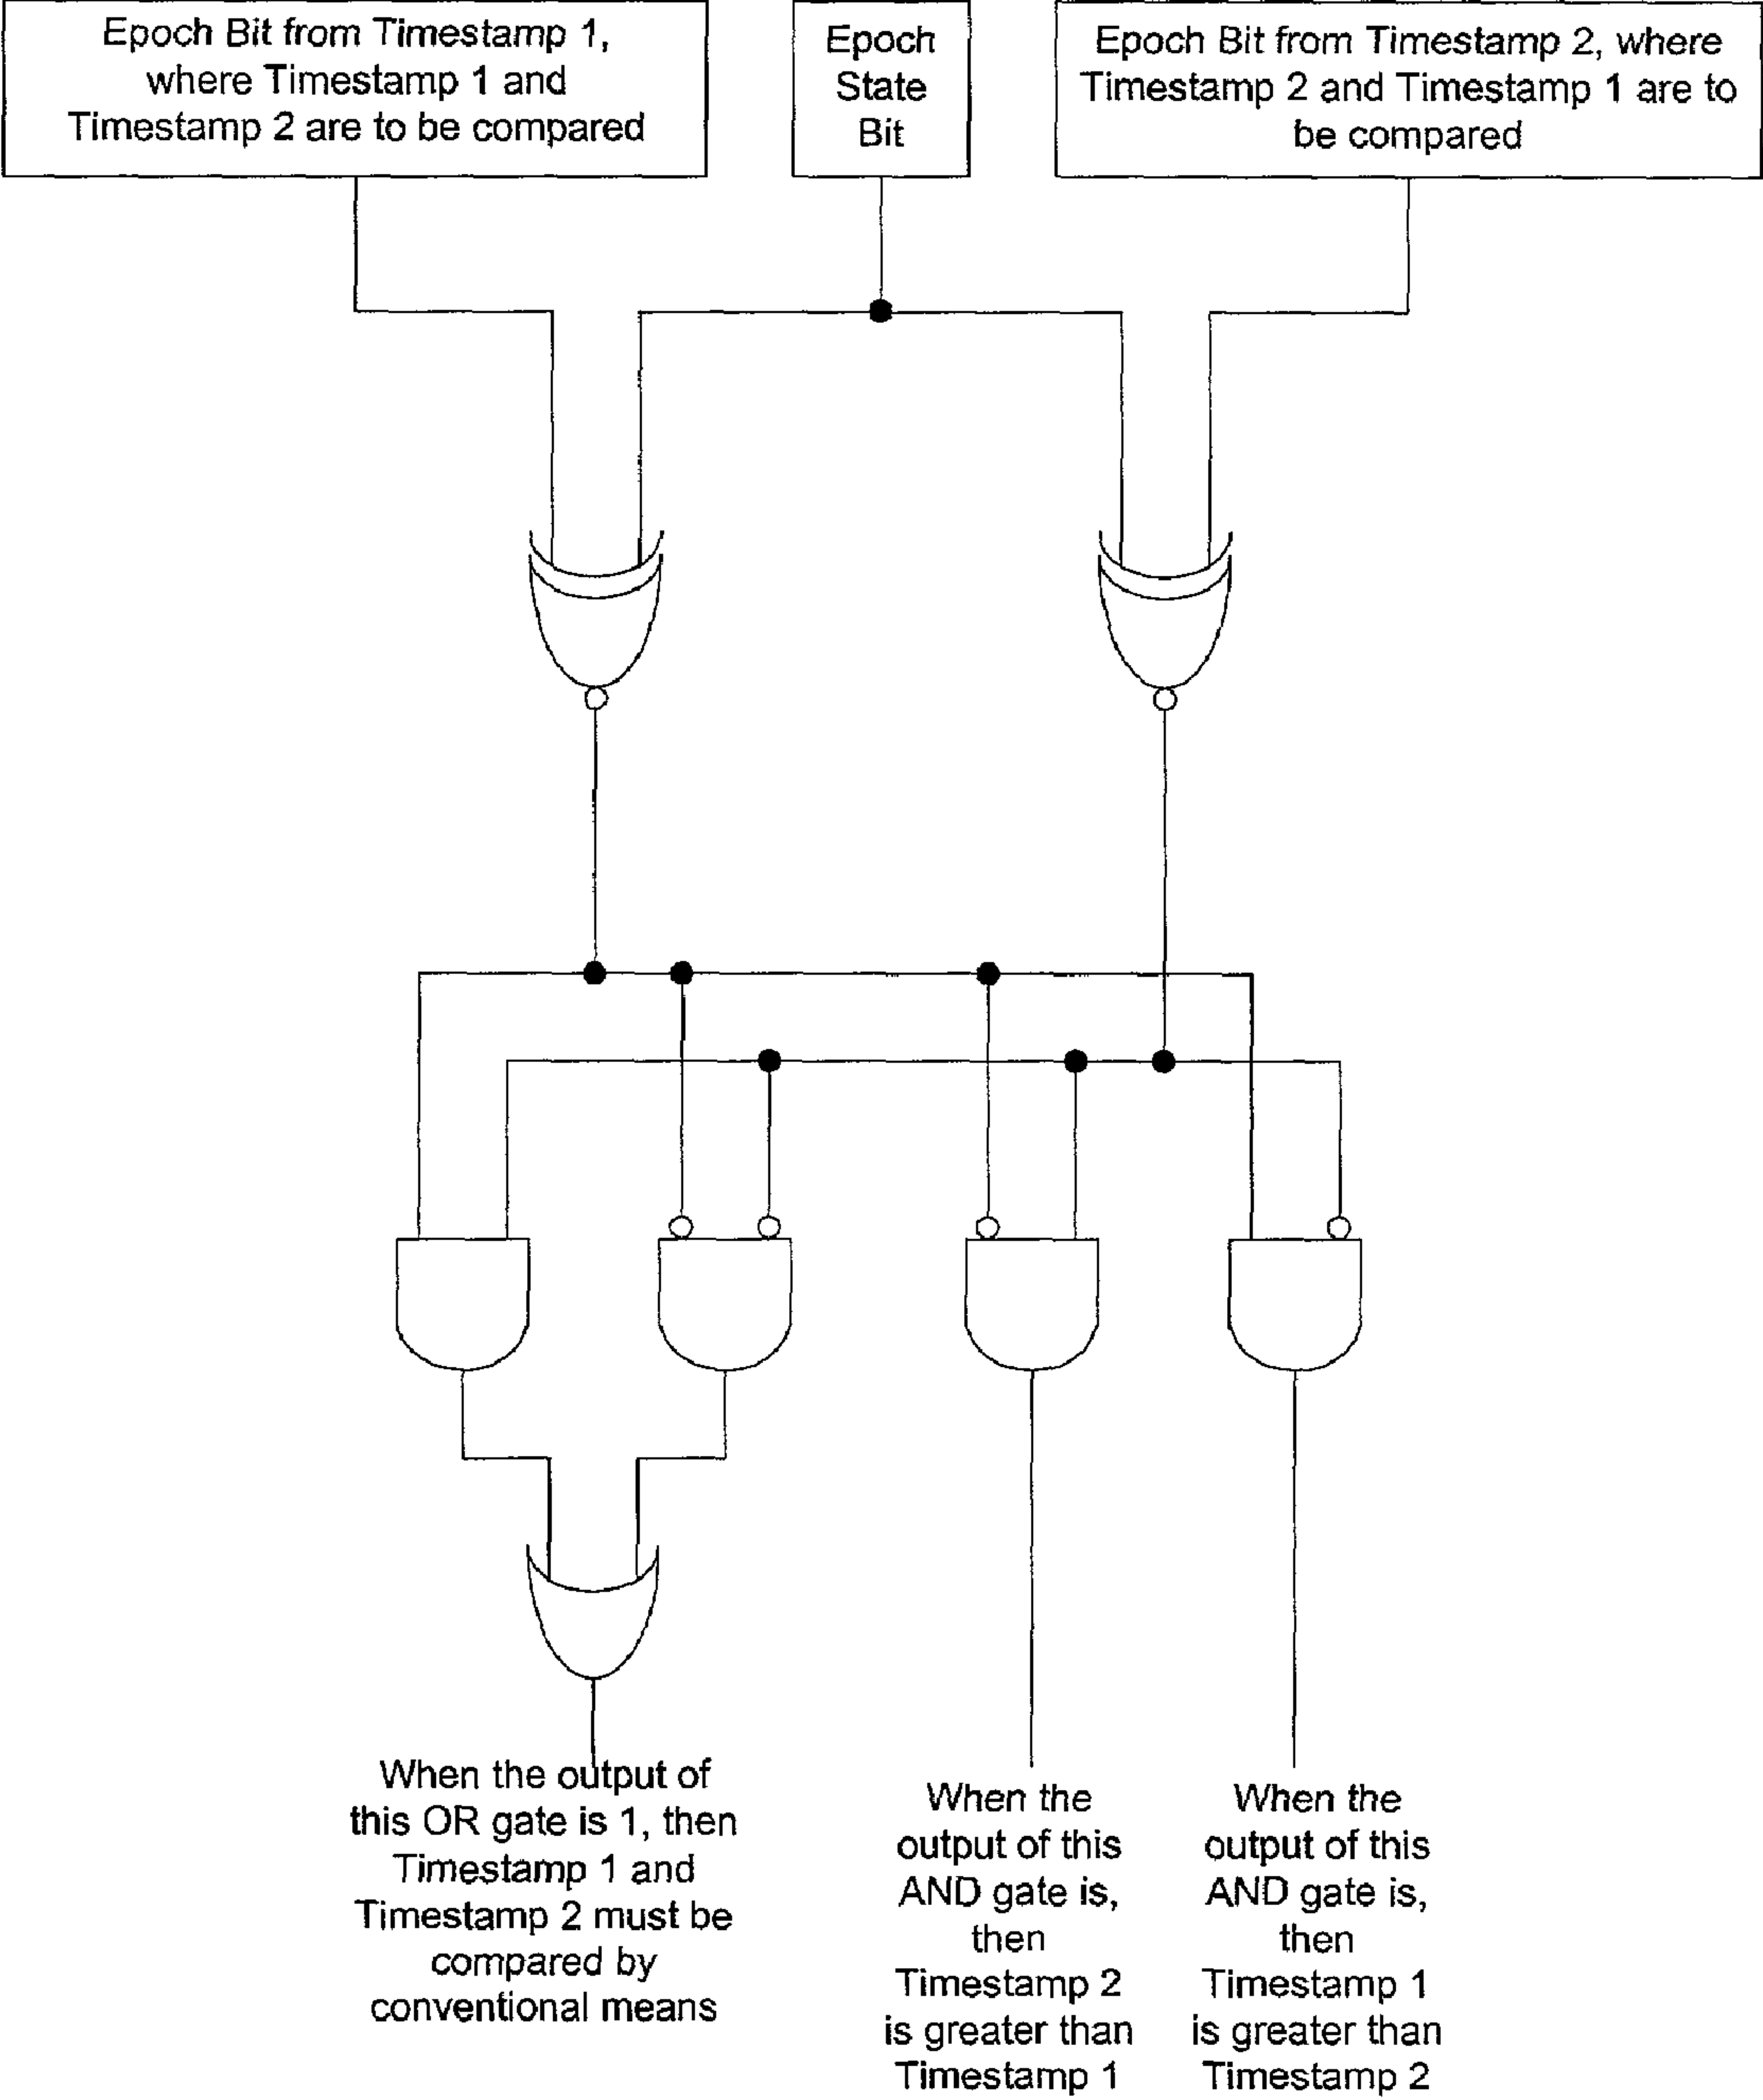 Epoch Bit from Timestamp 1,
where Timestamp 1 and
Timestamp 2 are to be compared
Epoch
State
Bit
Epoch Bit from Timestamp 2, where
Timestamp 2 and Timestamp 1 are to
be compared
When the output of
this OR gate is 1, then
Timestamp 1 and
Timestamp 2 must be
compared by
conventional means
When the
output of this
AND gate is,
then
Timestamp 2
is greater than
Timestamp 1
When the
output of this
AND gate is,
then
Timestamp 1
is greater than
Timestamp 2